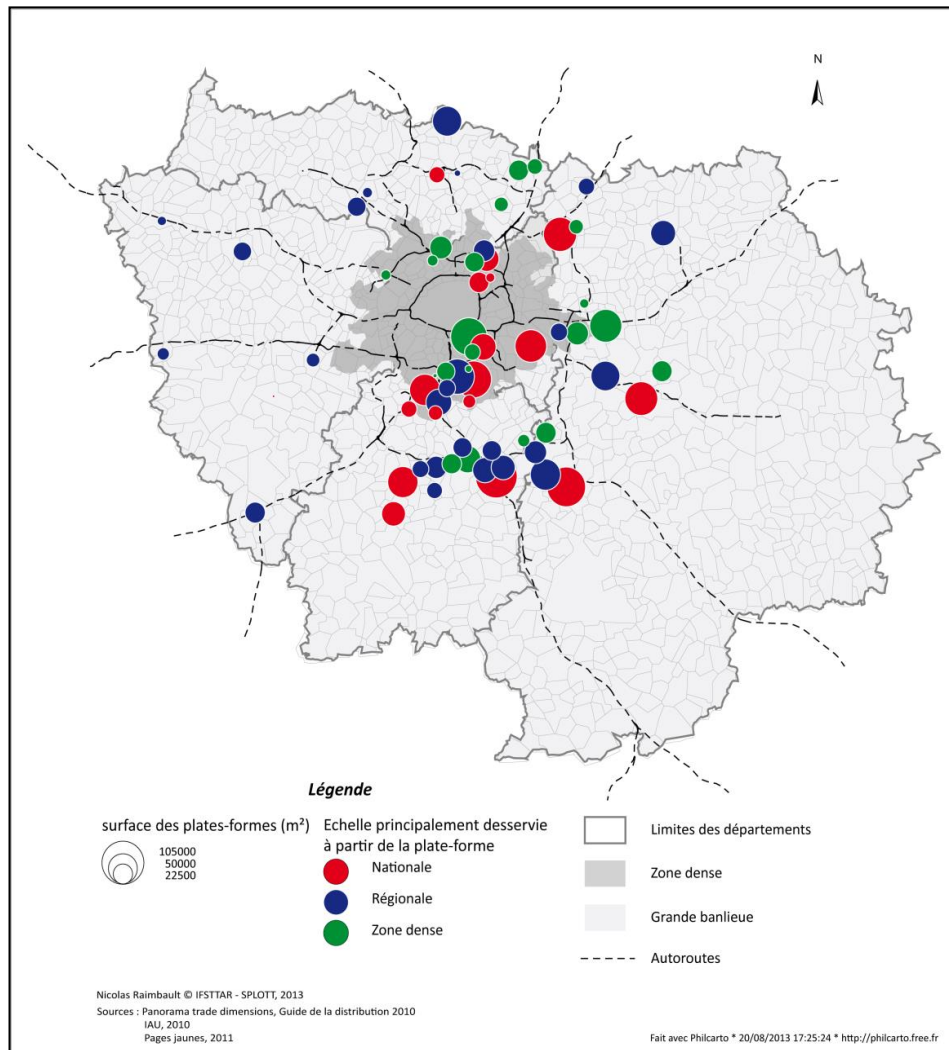 N
Légende
surface des plates-formes (m²)
105000
50000
22500
Echelle principalement desservie
à partir de la plate-forme
Nationale
Régionale
Zone dense
Limites des départements
Zone dense
Grande banlieue
Autoroutes
Nicolas Raimbault © IFSTTAR - SPLOTT, 2013
Sources : Panorama trade dimensions, Guide de la distribution 2010
IAU, 2010
Pages jaunes, 2011
Fait avec Philcarto * 20/08/2013 17:25:24 * http://philcarto.free.fr